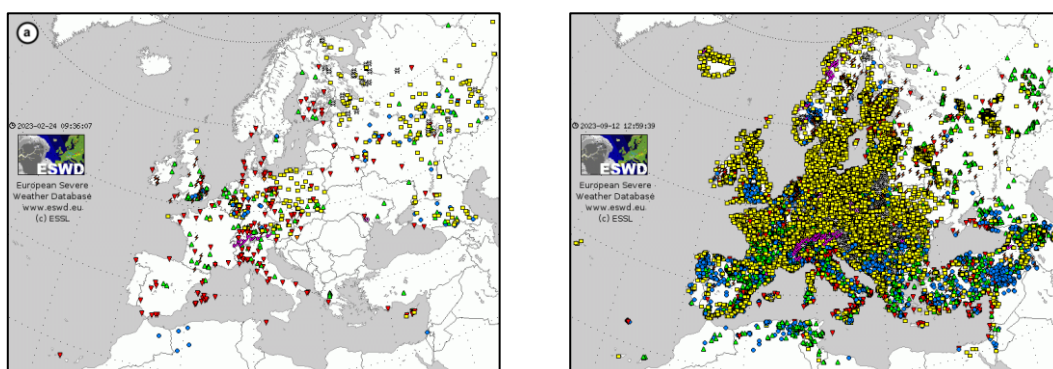 a
2023-02-24 09:36:07
ESWD
European Severe
Weather Database
www.eswd.eu
(c) ESSL
2023-09-12 12:59:39
ESWD
European Severe
Weather Database
www.eswd.eu
(c) ESSL